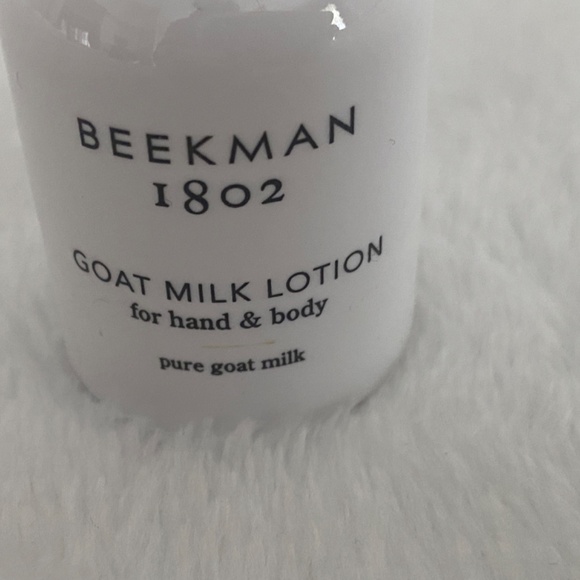 BEEKMAN
1802
GOAT MILK LOTION
for hand & body
pure goat milk